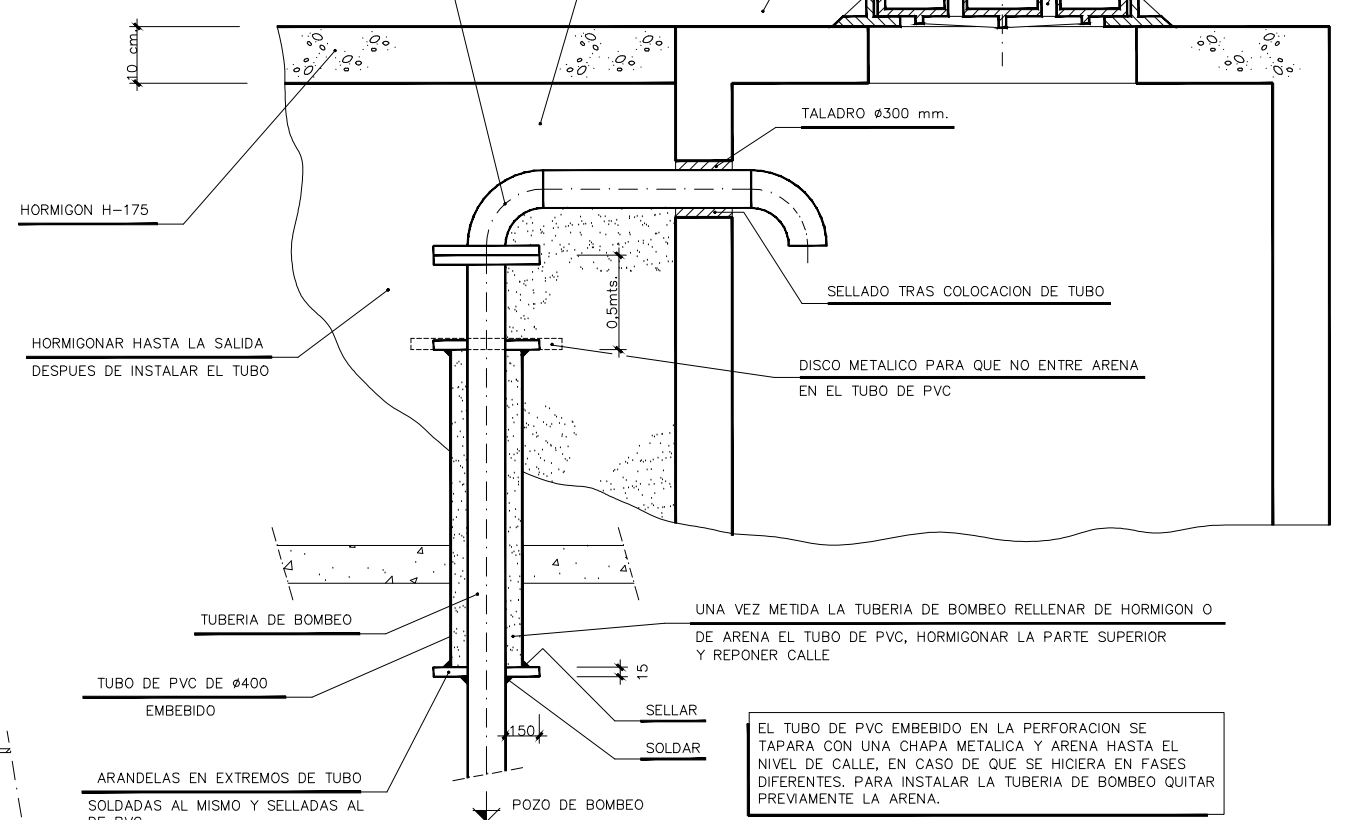 10 cm.
TALADRO ø300 mm.
HORMIGON H-175
SELLADO TRAS COLOCACION DE TUBO
0,5mts.
HORMIGONAR HASTA LA SALIDA
DESPUES DE INSTALAR EL TUBO
DISCO METALICO PARA QUE NO ENTRE ARENA
EN EL TUBO DE PVC
TUBERIA DE BOMBEO
UNA VEZ METIDA LA TUBERIA DE BOMBEO RELLENAR DE HORMIGON O
DE ARENA EL TUBO DE PVC, HORMIGONAR LA PARTE SUPERIOR
Y REPONER CALLE
15
TUBO DE PVC DE ø400
EMBEBIDO
SELLAR
150
SOLDAR
EL TUBO DE PVC EMBEBIDO EN LA PERFORACION SE
TAPARA CON UNA CHAPA METALICA Y ARENA HASTA EL
NIVEL DE CALLE, EN CASO DE QUE SE HICIERA EN FASES
DIFERENTES. PARA INSTALAR LA TUBERIA DE BOMBEO QUITAR
PREVIAMENTE LA ARENA.
ARANDELAS EN EXTREMOS DE TUBO
SOLDADAS AL MISMO Y SELLADAS AL
DE PVC
POZO DE BOMBEO